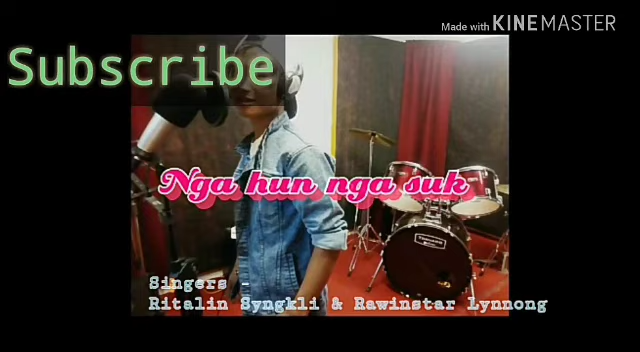 Made with KINEMASTER
Subscribe
Nga hun nga suk
Singers -
Ritalin Syngkli & Rawinstar Lynnong